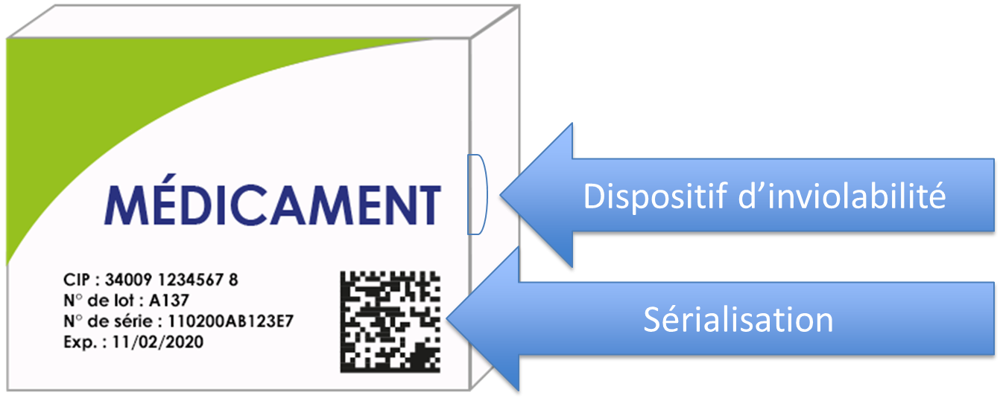 MÉDICAMENT
CIP : 34009 1234567 8
N° de lot : A137
N° de série : 110200AB123E7
Exp. : 11/02/2020
Dispositif d’inviolabilité
Sérialisation